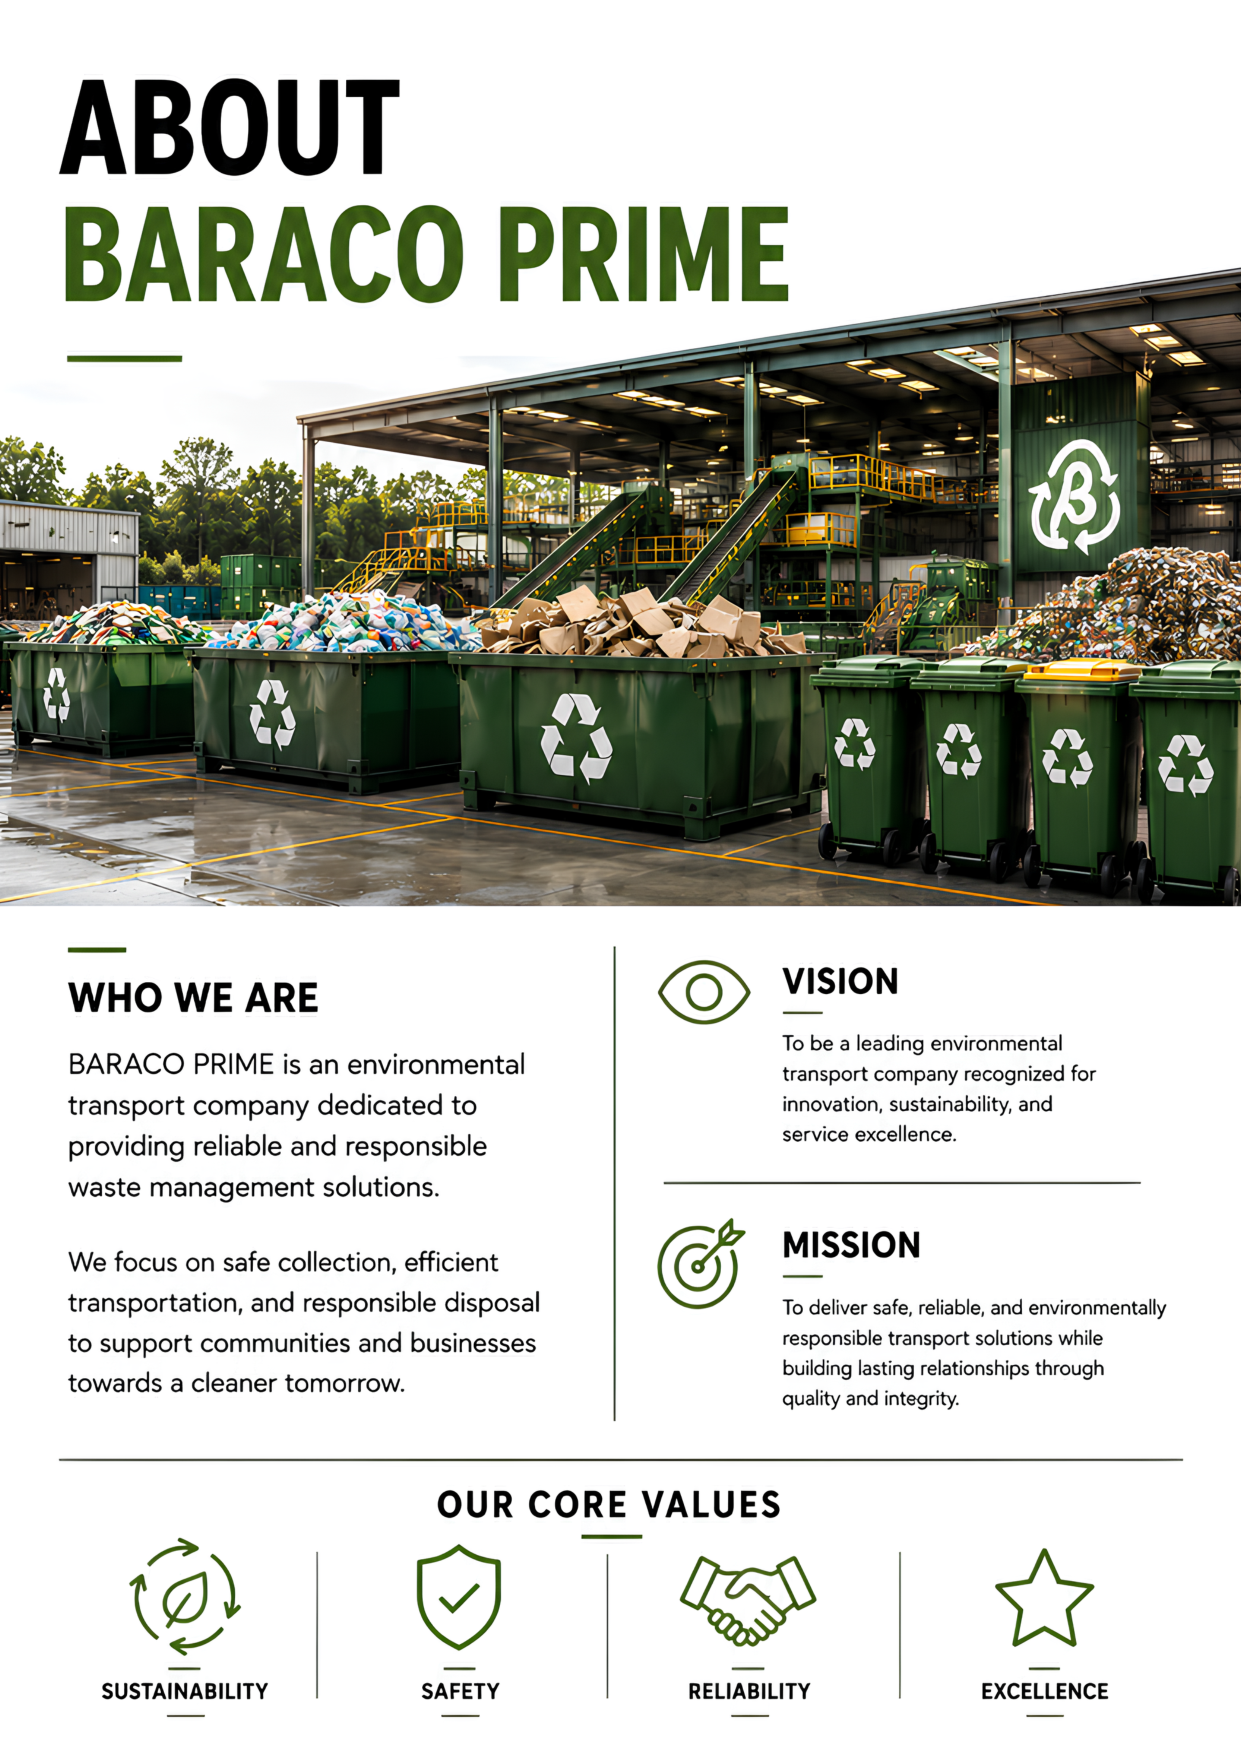 ABOUT
BARACO PRIME
WHO WE ARE
BARACO PRIME is an environmental
transport company dedicated to
providing reliable and responsible
waste management solutions.
We focus on safe collection, efficient
transportation, and responsible disposal
to support communities and businesses
towards a cleaner tomorrow.
VISION
To be a leading environmental
transport company recognized for
innovation, sustainability, and
service excellence.
MISSION
To deliver safe, reliable, and environmentally
responsible transport solutions while
building lasting relationships through
quality and integrity.
OUR CORE VALUES
SUSTAINABILITY
SAFETY
RELIABILITY
EXCELLENCE